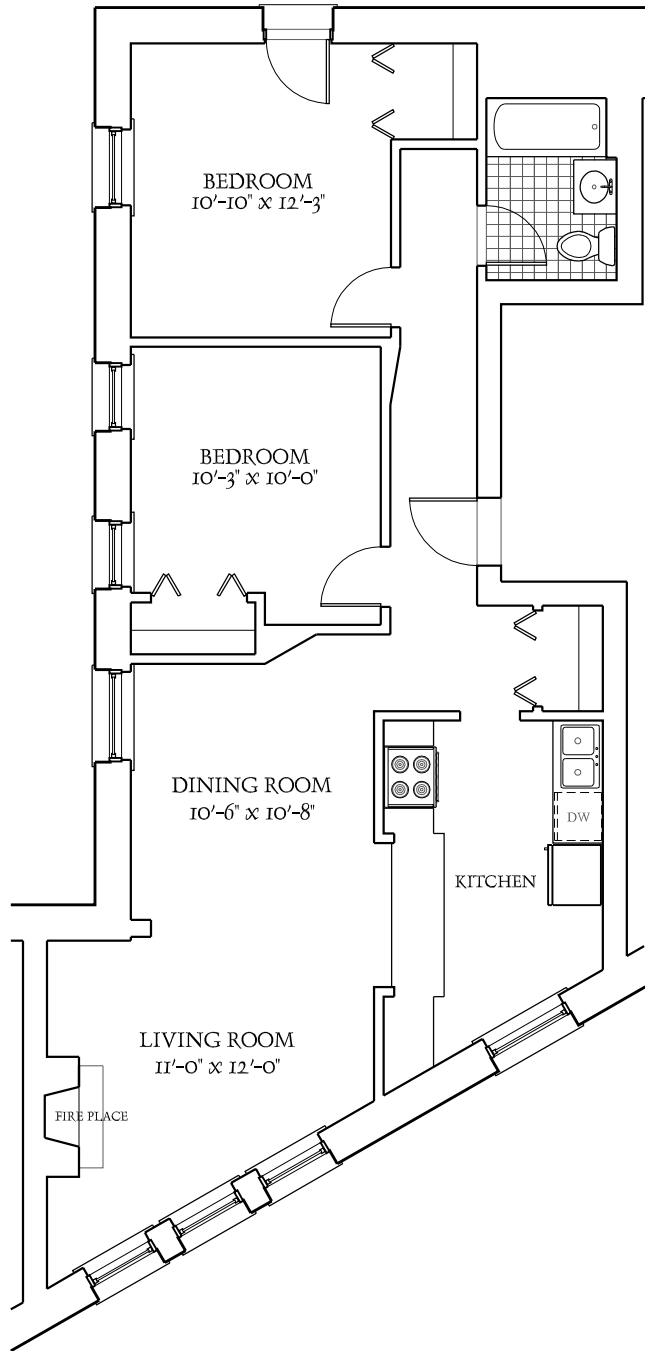 BEDROOM
10'-10" x 12'-3"
BEDROOM
10'-3" x 10'-0"
DINING ROOM
10'-6" x 10'-8"
DW
KITCHEN
LIVING ROOM
11'-0" x 12'-0"
FIRE PLACE